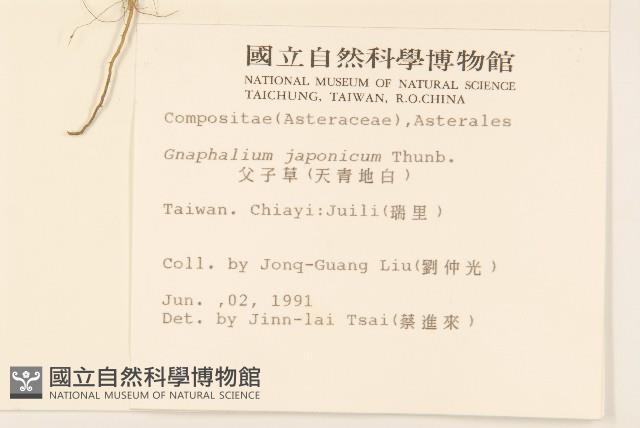 國立自然科學博物館
NATIONAL MUSEUM OF NATURAL SCIENCE
TAICHUNG, TAIWAN, R.O.CHINA
Compositae(Asteraceae),Asterales
Gnaphalium japonicum Thunb.
父子草(天青地白)
Taiwan. Chiayi:Juili(瑞里)
Coll. by Jonq-Guang Liu(劉仲光)
Jun. ,02, 1991
Det. by Jinn-lai Tsai(蔡進來)
國立自然科學博物館
NATIONAL MUSEUM OF NATURAL SCIENCE